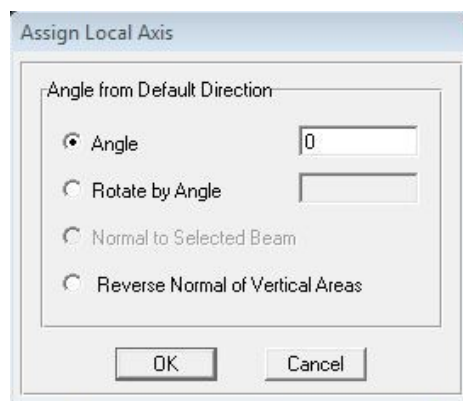 Assign Local Axis
Angle from Default Direction
Angle 0
Rotate by Angle
Normal to Selected Beam
Reverse Normal of Vertical Areas
OK Cancel